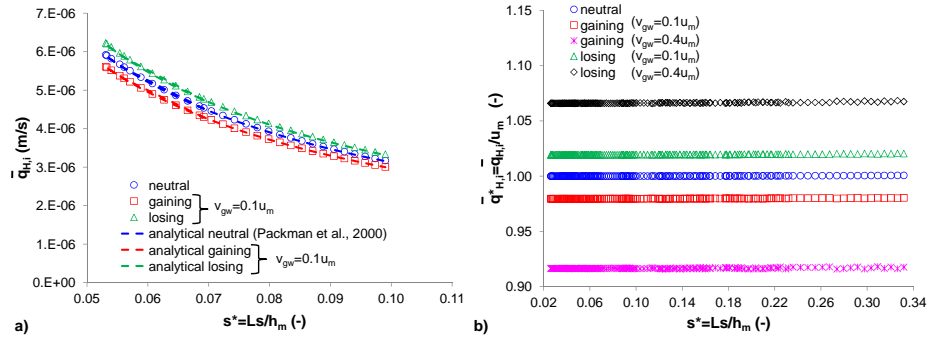 7.E-06
6.E-06
5.E-06
4.E-06
3.E-06
2.E-06
1.E-06
0.E+00
q̅H,i (m/s)
neutral
gaining
losing
vgw=0.1um
analytical neutral (Packman et al., 2000)
analytical gaining
analytical losing
vgw=0.1um
0.05 0.06 0.07 0.08 0.09 0.10 0.11
s*=Ls/hm (-)
a)
1.15
1.10
1.05
1.00
0.95
0.90
q̅*H,i=q̅H,i/um (-)
neutral
gaining (vgw=0.1um)
gaining (vgw=0.4um)
losing (vgw=0.1um)
losing (vgw=0.4um)
0.02 0.06 0.10 0.14 0.18 0.22 0.26 0.30 0.34
s*=Ls/hm (-)
b)